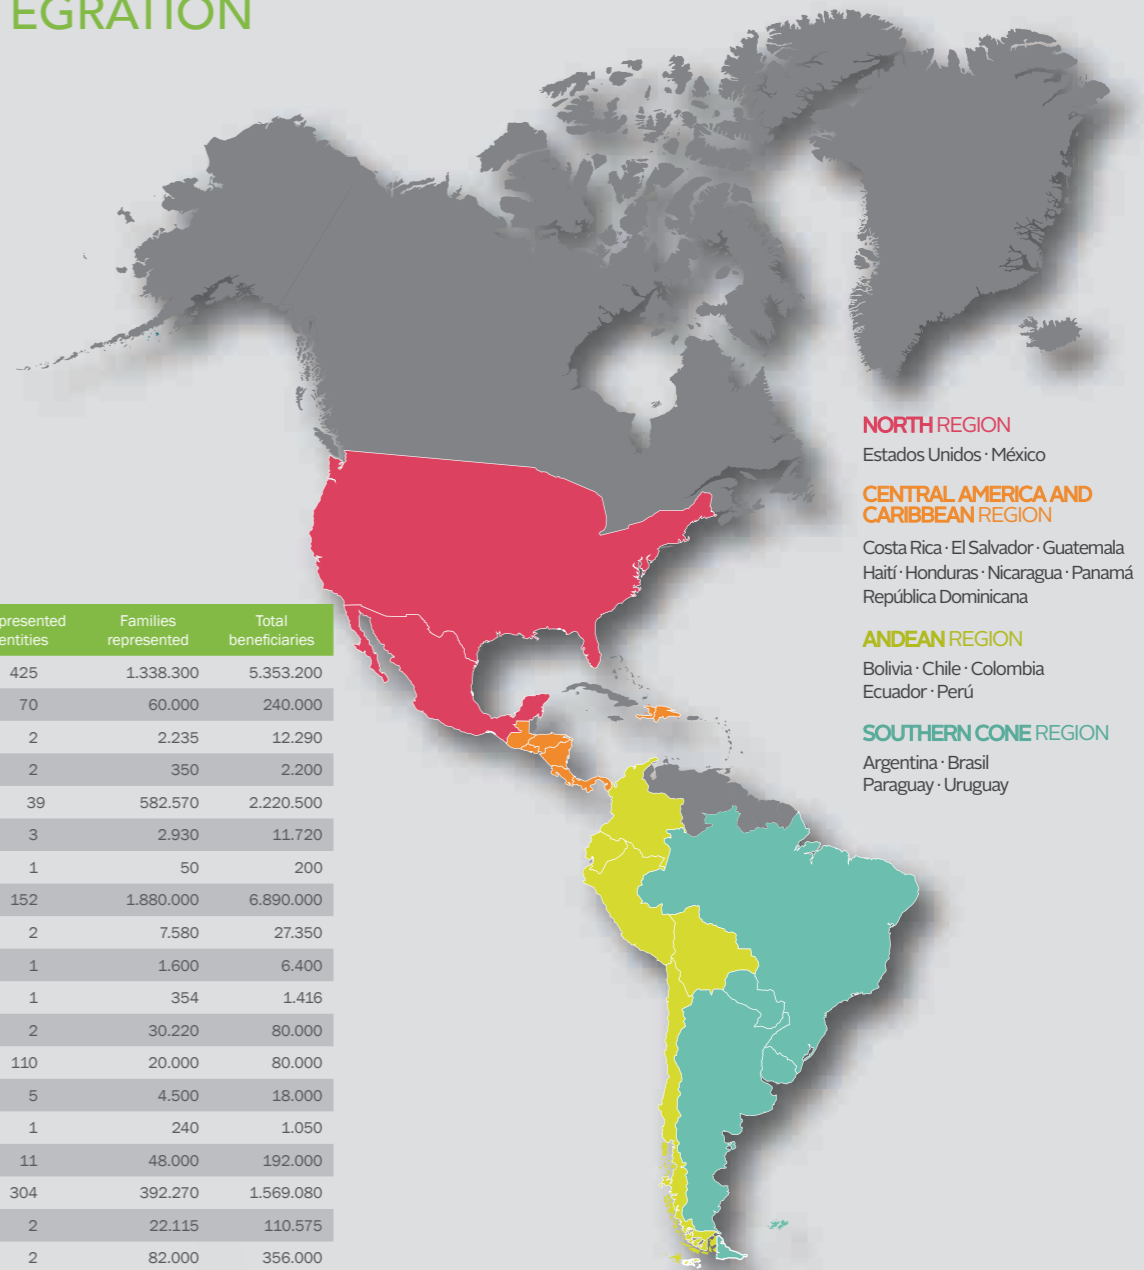 EGRATION
NORTH REGION
Estados Unidos · México
CENTRAL AMERICA AND
CARIBBEAN REGION
Costa Rica · El Salvador · Guatemala
Haití · Honduras · Nicaragua · Panamá
República Dominicana
ANDEAN REGION
Bolivia · Chile · Colombia
Ecuador · Perú
SOUTHERN CONE REGION
Argentina · Brasil
Paraguay · Uruguay
presented Families Total
entities represented beneficiaries
425 1.338.300 5.353.200
70 60.000 240.000
2 2.235 12.290
2 350 2.200
39 582.570 2.220.500
3 2.930 11.720
1 50 200
152 1.880.000 6.890.000
2 7.580 27.350
1 1.600 6.400
1 354 1.416
2 30.220 80.000
110 20.000 80.000
5 4.500 18.000
1 240 1.050
11 48.000 192.000
304 392.270 1.569.080
2 22.115 110.575
2 82.000 356.000